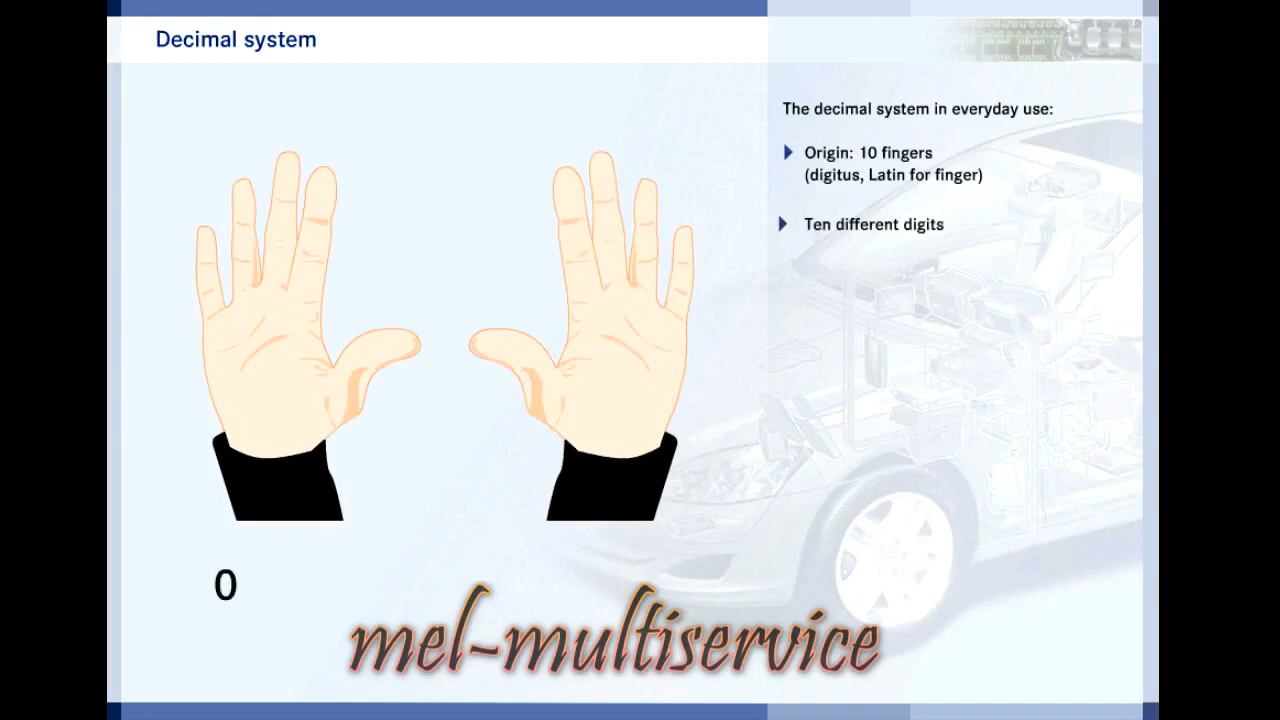 Decimal system
The decimal system in everyday use:
Origin: 10 fingers
(digitus, Latin for finger)
Ten different digits
0
mel-multiservice